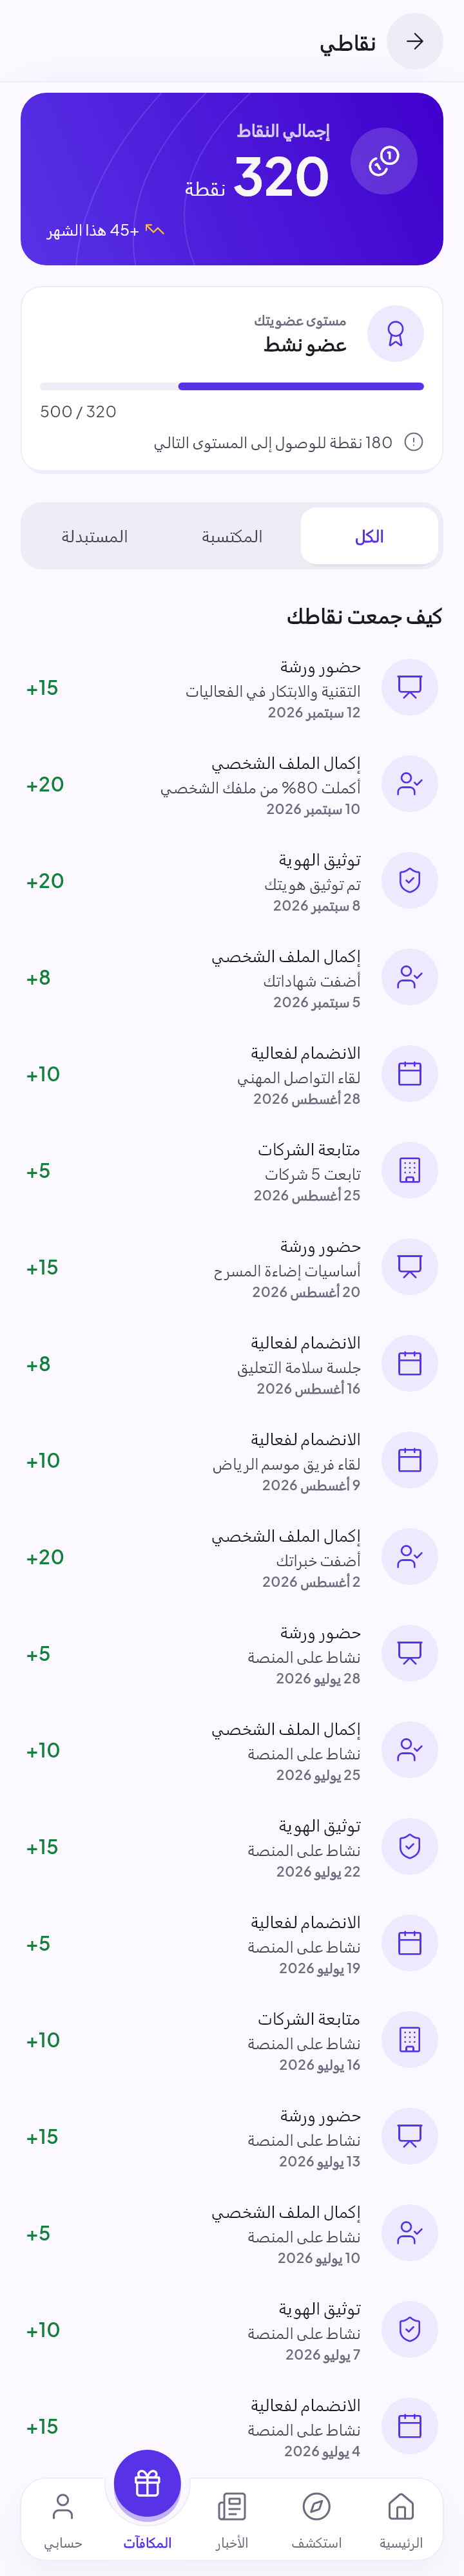 نقاطي
إجمالي النقاط
320 نقطة
+45 هذا الشهر
مستوى عضويتك
عضو نشط
320 / 500
180 نقطة للوصول إلى المستوى التالي
الكل
المكتسبة
المستبدلة
كيف جمعت نقاطك
حضور ورشة
التقنية والابتكار في الفعاليات
12 سبتمبر 2026
+15
إكمال الملف الشخصي
أكملت 80% من ملفك الشخصي
10 سبتمبر 2026
+20
توثيق الهوية
تم توثيق هويتك
8 سبتمبر 2026
+20
إكمال الملف الشخصي
أضفت شهاداتك
5 سبتمبر 2026
+8
الانضمام لفعالية
لقاء التواصل المهني
28 أغسطس 2026
+10
متابعة الشركات
تابعت 5 شركات
25 أغسطس 2026
+5
حضور ورشة
أساسيات إضاءة المسرح
20 أغسطس 2026
+15
الانضمام لفعالية
جلسة سلامة التعليق
16 أغسطس 2026
+8
الانضمام لفعالية
لقاء فريق موسم الرياض
9 أغسطس 2026
+10
إكمال الملف الشخصي
أضفت خبراتك
2 أغسطس 2026
+20
حضور ورشة
نشاط على المنصة
28 يوليو 2026
+5
إكمال الملف الشخصي
نشاط على المنصة
25 يوليو 2026
+10
توثيق الهوية
نشاط على المنصة
22 يوليو 2026
+15
الانضمام لفعالية
نشاط على المنصة
19 يوليو 2026
+5
متابعة الشركات
نشاط على المنصة
16 يوليو 2026
+10
حضور ورشة
نشاط على المنصة
13 يوليو 2026
+15
إكمال الملف الشخصي
نشاط على المنصة
10 يوليو 2026
+5
توثيق الهوية
نشاط على المنصة
7 يوليو 2026
+10
الانضمام لفعالية
نشاط على المنصة
4 يوليو 2026
+15
الرئيسية
استكشف
الأخبار
المكافآت
حسابي